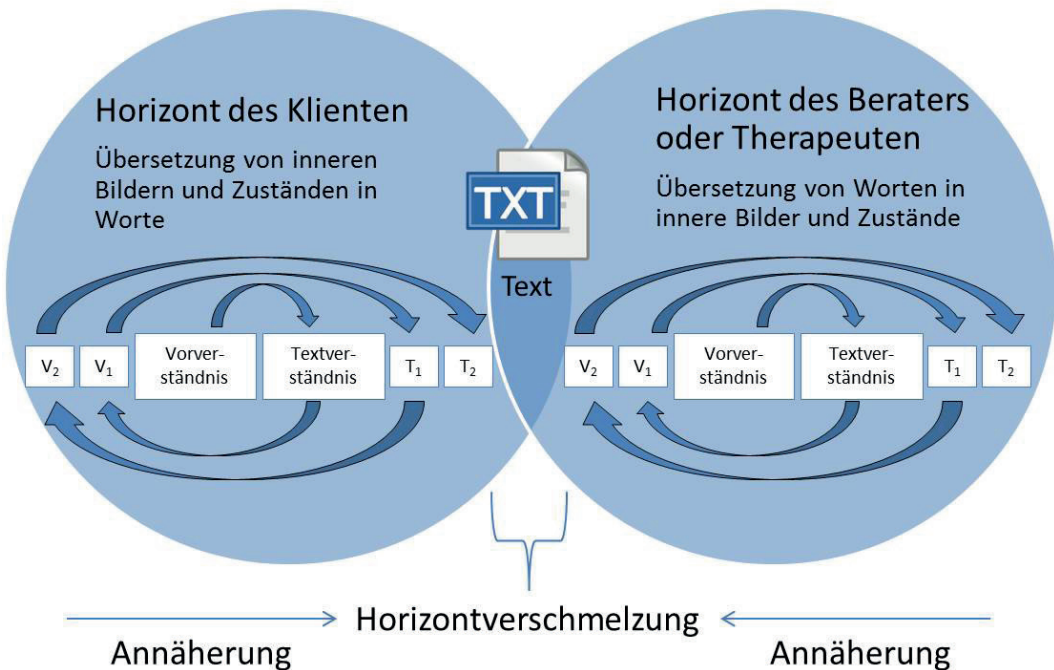 Horizont des Klienten
Übersetzung von inneren
Bildern und Zuständen in
Worte
V₂
V₁
Vorver-
ständnis
Textver-
ständnis
T₁
T₂
TXT
Text
Horizont des Beraters
oder Therapeuten
Übersetzung von Worten in
innere Bilder und Zustände
V₂
V₁
Vorver-
ständnis
Textver-
ständnis
T₁
T₂
Horizontverschmelzung
Annäherung
Annäherung